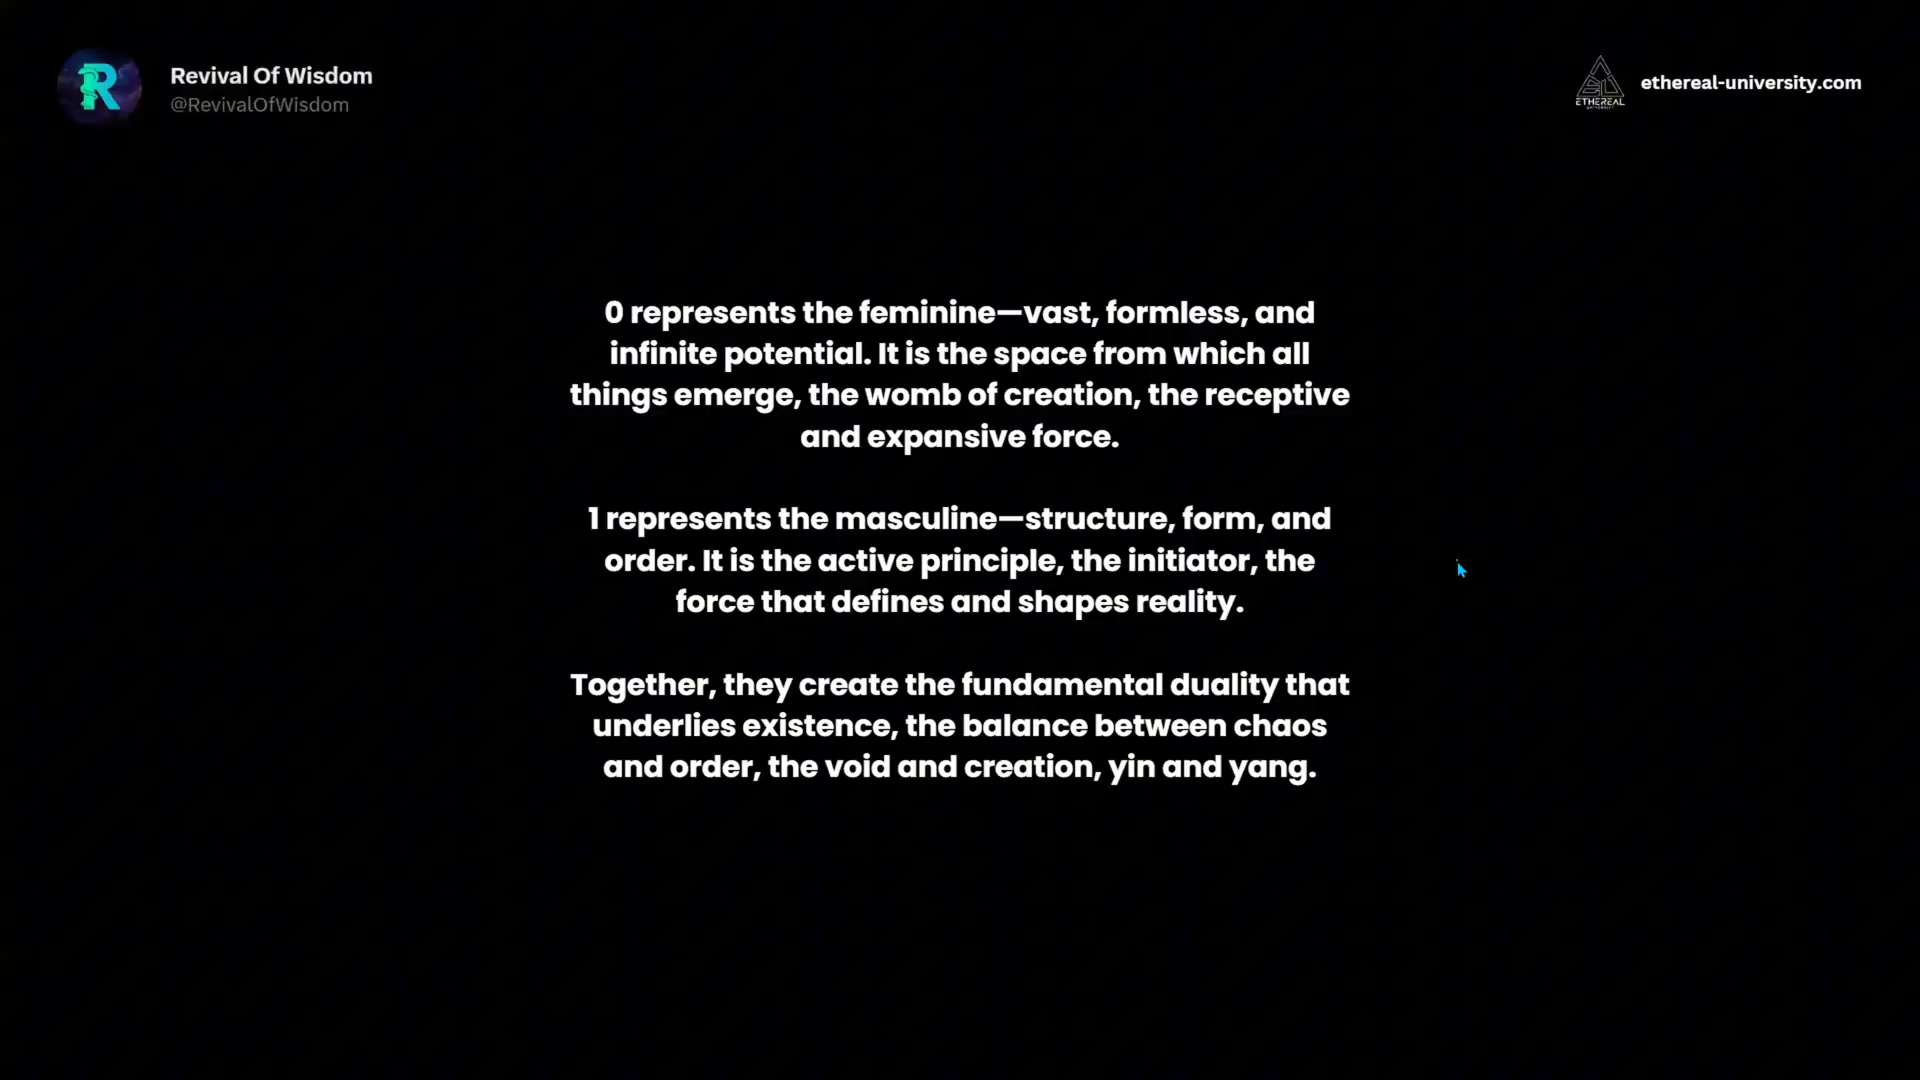 Revival Of Wisdom
@RevivalOfWisdom
ethereal-university.com
ETHEREAL
0 represents the feminine—vast, formless, and
infinite potential. It is the space from which all
things emerge, the womb of creation, the receptive
and expansive force.
1 represents the masculine—structure, form, and
order. It is the active principle, the initiator, the
force that defines and shapes reality.
Together, they create the fundamental duality that
underlies existence, the balance between chaos
and order, the void and creation, yin and yang.